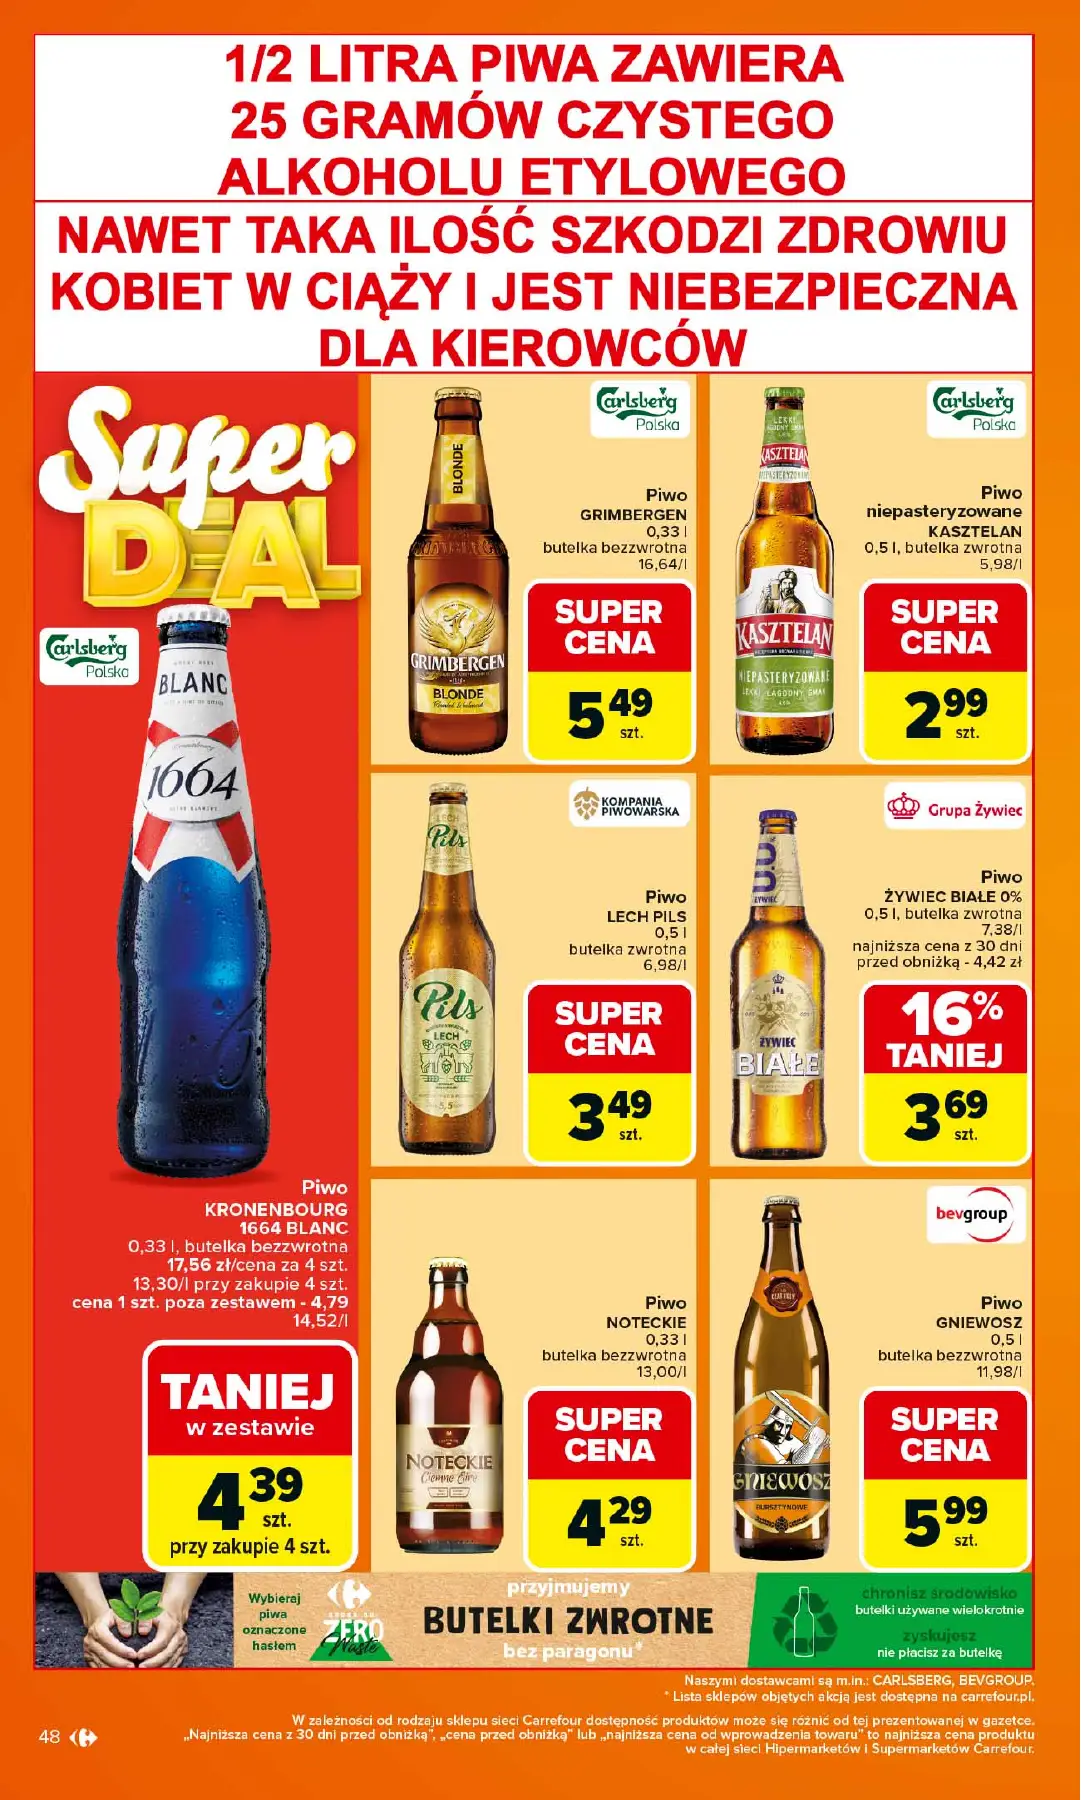 1/2 LITRA PIWA ZAWIERA
25 GRAMÓW CZYSTEGO
ALKOHOLU ETYLOWEGO
NAWET TAKA ILOŚĆ SZKODZI ZDROWIU
KOBIET W CIĄŻY I JEST NIEBEZPIECZNA
DLA KIEROWCÓW
Super
DEAL
Carlsberg
Polska
BLANC
1664
Piwo
KRONENBOURG
1664 BLANC
0,33 l, butelka bezzwrotna
17,56 zł/cena za 4 szt.
13,30/l przy zakupie 4 szt.
cena 1 szt. poza zestawem - 4,79
14,52/l
TANIEJ
w zestawie
4 39
szt.
przy zakupie 4 szt.
Carlsberg
Polska
BLONDE
GRIMBERGEN
BLONDE
Piwo
GRIMBERGEN
0,33 l
butelka bezzwrotna
16,64/l
SUPER
CENA
5 49
szt.
Carlsberg
Polska
KASZTELAN
KASZTELAN
NIEPASTERYZOWANE
LEKKI ŁAGODNY SMAK
Piwo
niepasteryzowane
KASZTELAN
0,5 l, butelka zwrotna
5,98/l
SUPER
CENA
2 99
szt.
KOMPANIA
PIWOWARSKA
LECH
Pils
Pils
LECH
Piwo
LECH PILS
0,5 l
butelka zwrotna
6,98/l
SUPER
CENA
3 49
szt.
Grupa Żywiec
0.0
ŻYWIEC
ŻYWIEC
BIAŁE
Piwo
ŻYWIEC BIAŁE 0%
0,5 l, butelka zwrotna
7,38/l
najniższa cena z 30 dni
przed obniżką - 4,42 zł
16%
TANIEJ
3 69
szt.
NOTECKIE
Ciemne Eire
Piwo
NOTECKIE
0,33 l
butelka bezzwrotna
13,00/l
SUPER
CENA
4 29
szt.
bevgroup
GNIEWOSZ
BURSZTYNOWE
Piwo
GNIEWOSZ
0,5 l
butelka bezzwrotna
11,98/l
SUPER
CENA
5 99
szt.
Wybieraj
piwa
oznaczone
hasłem
ZERO
Waste
przyjmujemy
BUTELKI ZWROTNE
bez paragonu*
chronisz środowisko
butelki używane wielokrotnie
zyskujesz
nie płacisz za butelkę
Naszymi dostawcami są m.in.: CARLSBERG, BEVGROUP.
* Lista sklepów objętych akcją jest dostępna na carrefour.pl.
W zależności od rodzaju sklepu sieci Carrefour dostępność produktów może się różnić od tej prezentowanej w gazetce.
„Najniższa cena z 30 dni przed obniżką”, „cena przed obniżką” lub „najniższa cena od wprowadzenia towaru” to najniższa cena produktu
w całej sieci Hipermarketów i Supermarketów Carrefour.
48